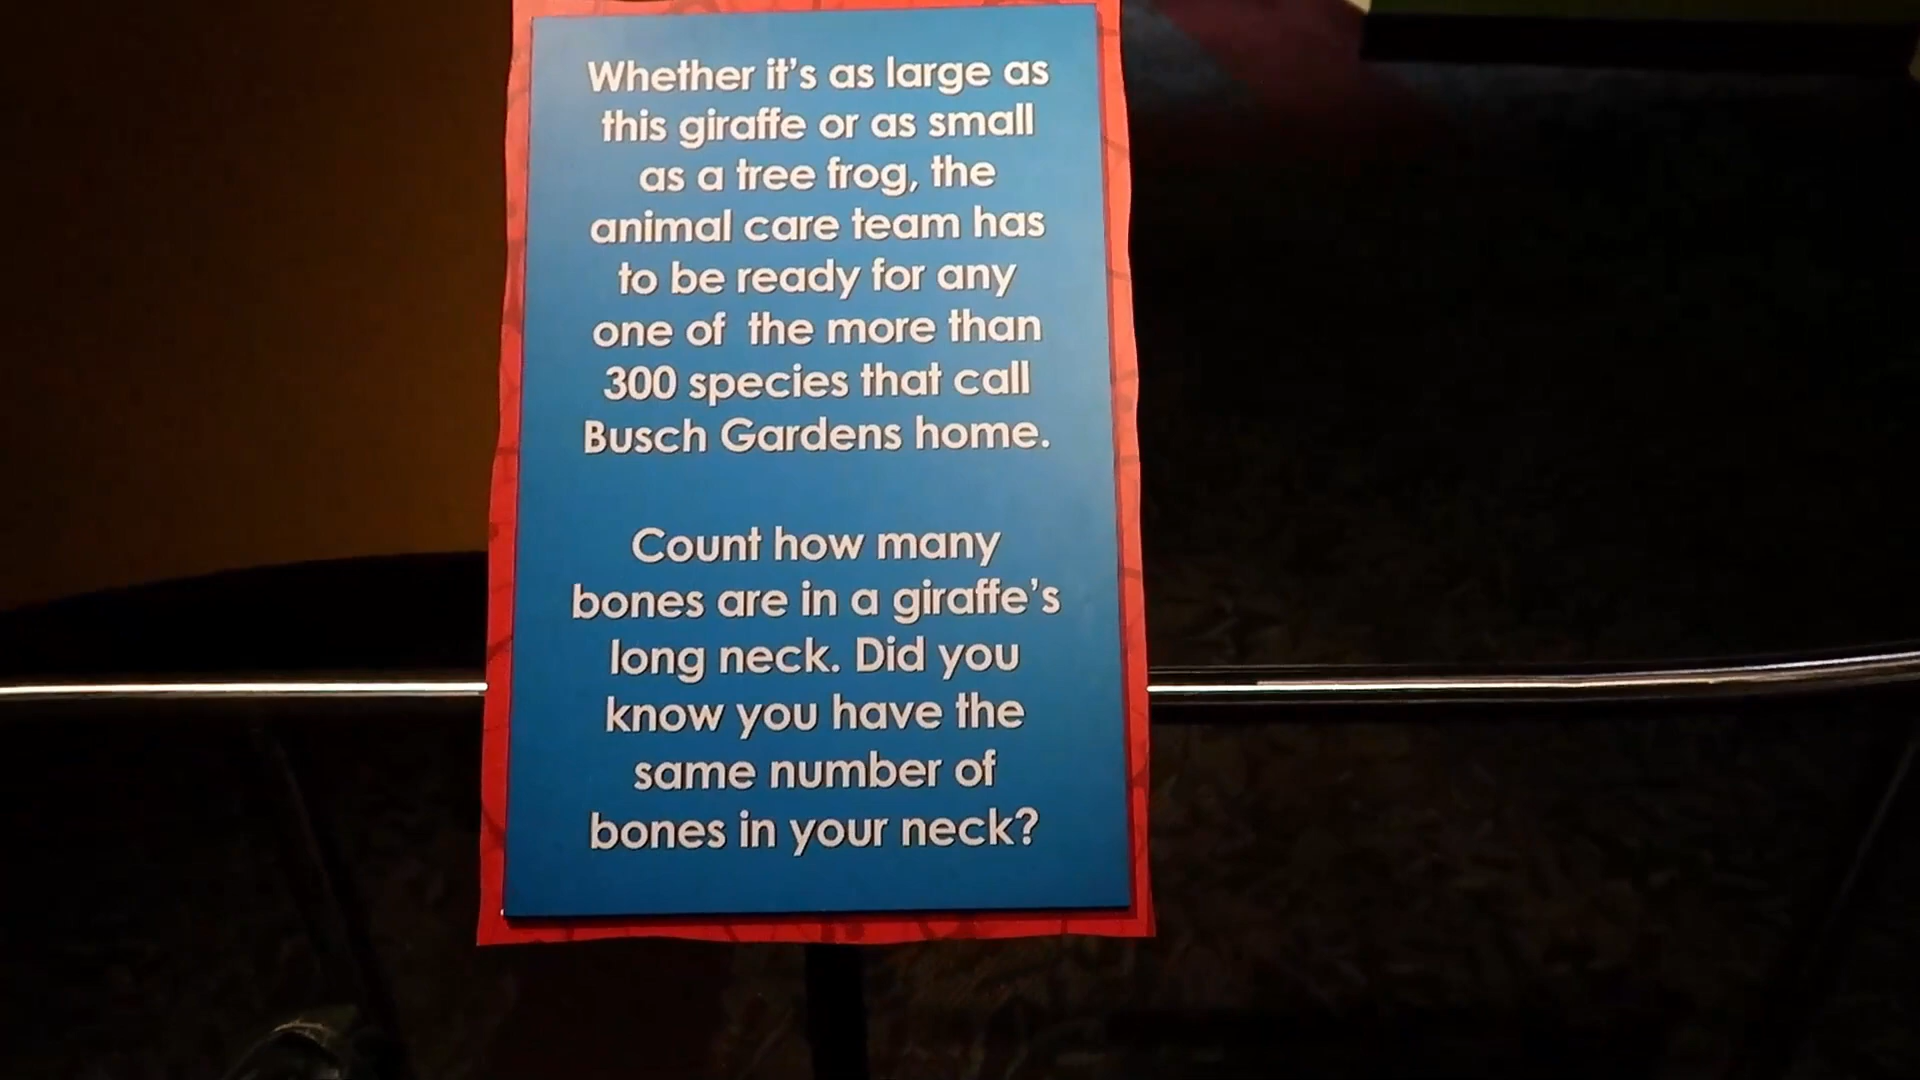 Whether it's as large as
this giraffe or as small
as a tree frog, the
animal care team has
to be ready for any
one of the more than
300 species that call
Busch Gardens home.
Count how many
bones are in a giraffe's
long neck. Did you
know you have the
same number of
bones in your neck?